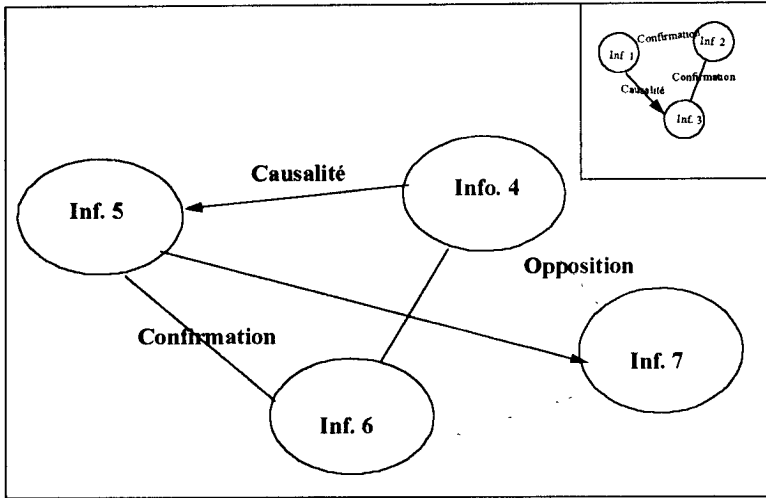 Confirmation
Inf 1
Inf 2
Confirmation
Causalité
Inf. 3
Causalité
Info. 4
Inf. 5
Opposition
Confirmation
Inf. 7
Inf. 6